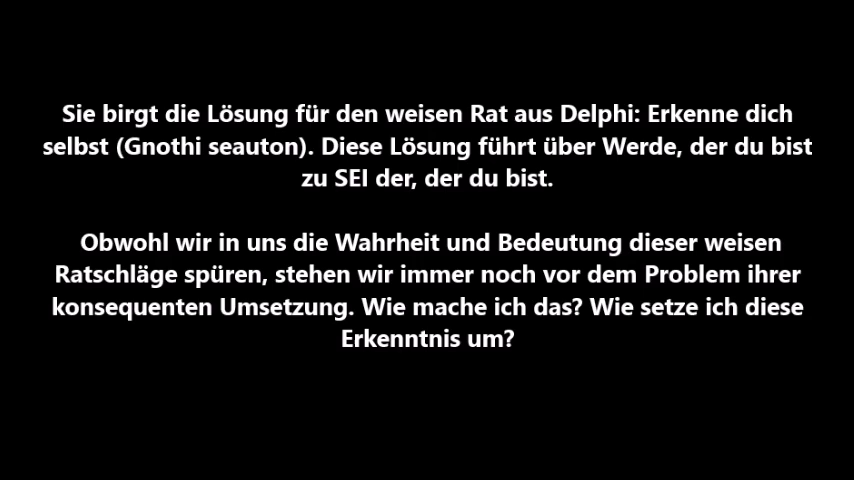 Sie birgt die Lösung für den weisen Rat aus Delphi: Erkenne dich
selbst (Gnothi seauton). Diese Lösung führt über Werde, der du bist
zu SEI der, der du bist.
Obwohl wir in uns die Wahrheit und Bedeutung dieser weisen
Ratschläge spüren, stehen wir immer noch vor dem Problem ihrer
konsequenten Umsetzung. Wie mache ich das? Wie setze ich diese
Erkenntnis um?